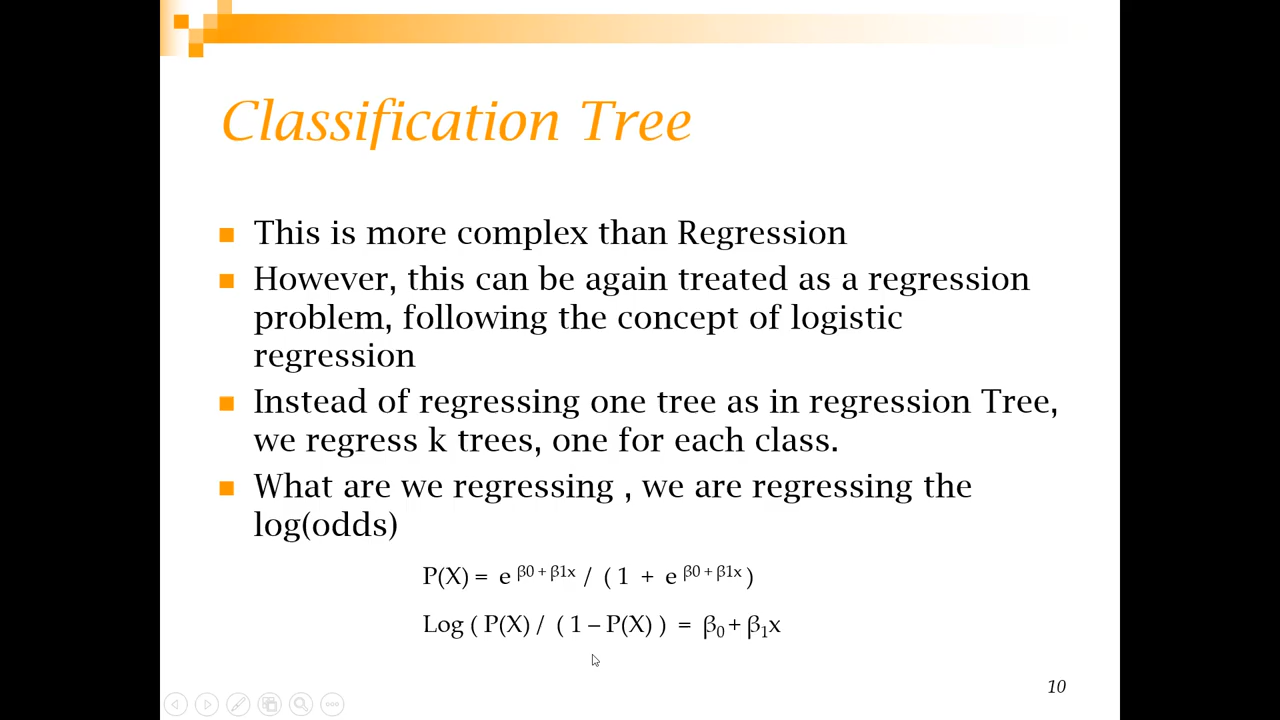 Classification Tree
This is more complex than Regression
However, this can be again treated as a regression
problem, following the concept of logistic
regression
Instead of regressing one tree as in regression Tree,
we regress k trees, one for each class.
What are we regressing , we are regressing the
log(odds)
P(X) = e β0 + β1x / ( 1 + e β0 + β1x )
Log ( P(X) / ( 1 – P(X) ) = β0 + β1x
10